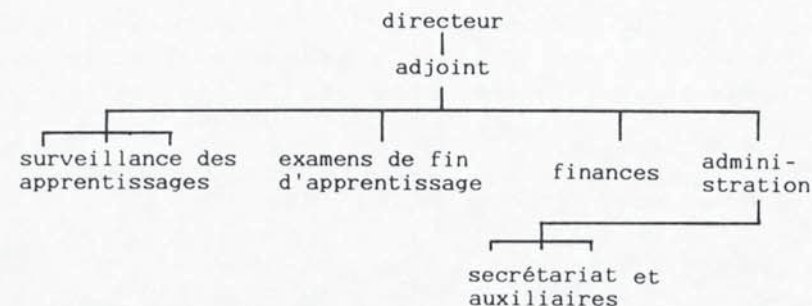 directeur
adjoint
surveillance des
apprentissages
examens de fin
d'apprentissage
finances
admini-
stration
secrétariat et
auxiliaires